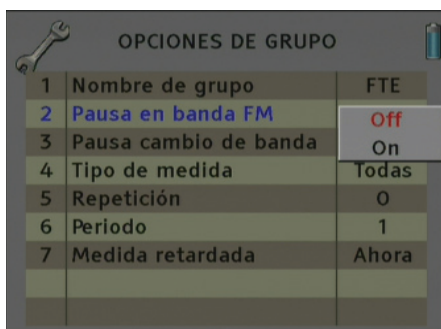 OPCIONES DE GRUPO
1 Nombre de grupo FTE
2 Pausa en banda FM Off
3 Pausa cambio de banda On
4 Tipo de medida Todas
5 Repetición 0
6 Periodo 1
7 Medida retardada Ahora